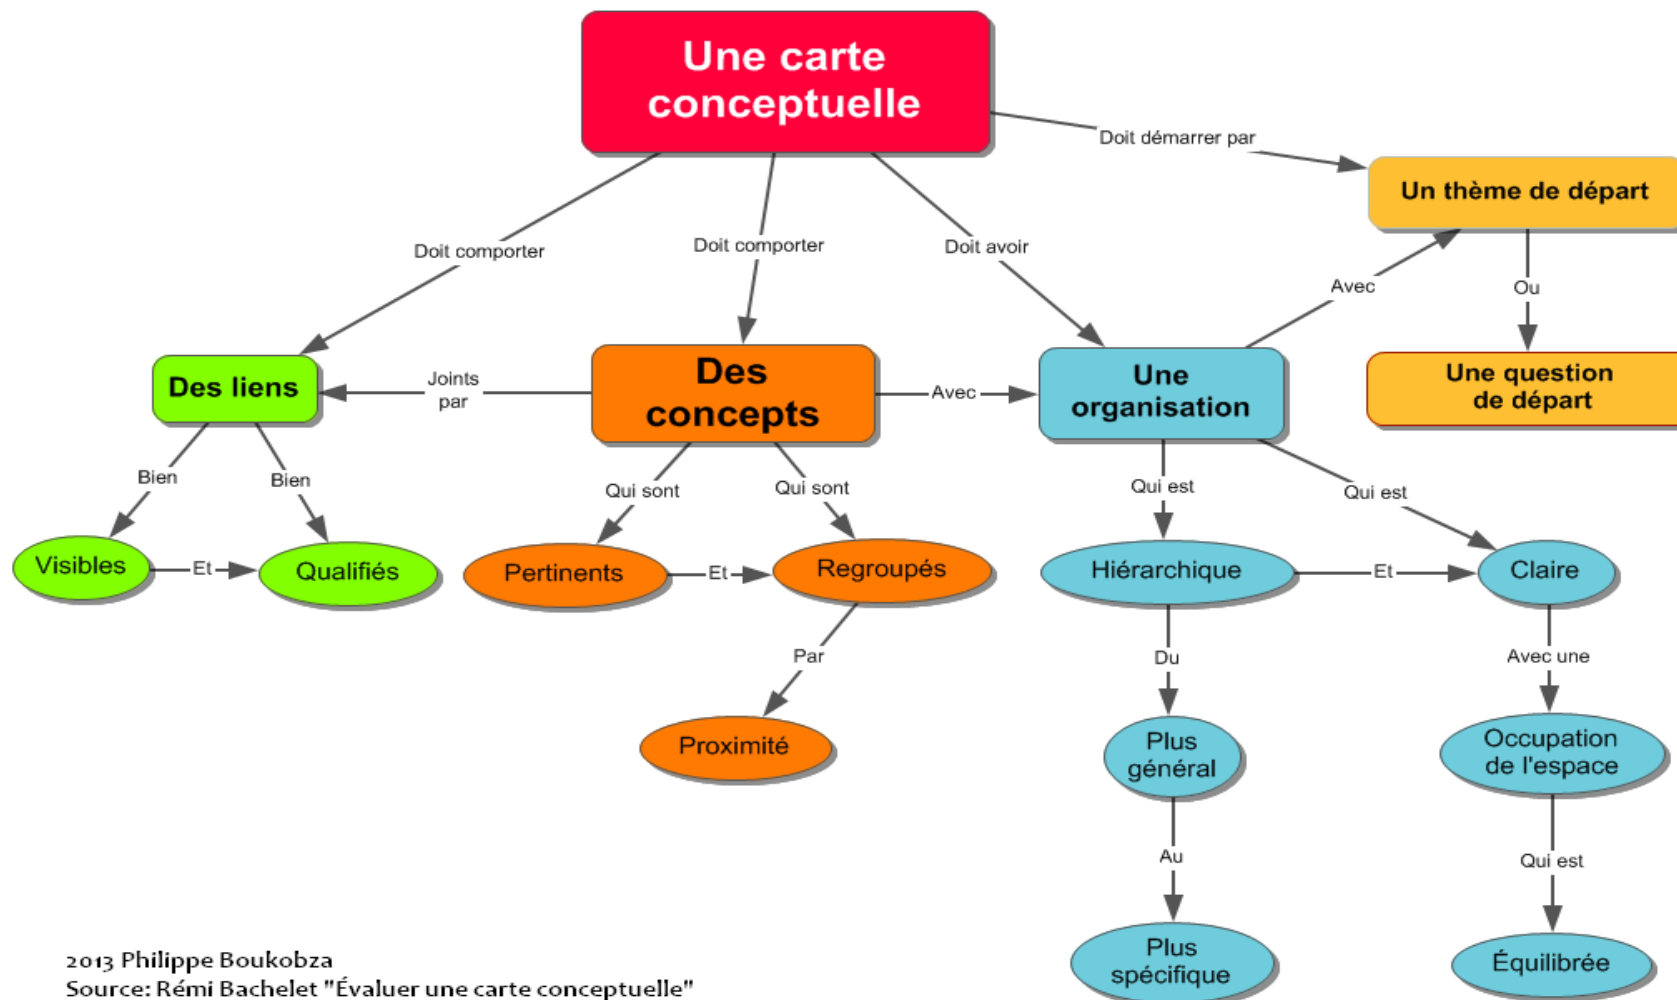 Une carte
conceptuelle
Doit démarrer par
Un thème de départ
Doit comporter
Doit comporter
Doit avoir
Avec
Ou
Des liens
Joints
par
Des
concepts
Avec
Une
organisation
Une question
de départ
Bien
Bien
Qui sont
Qui sont
Qui est
Qui est
Visibles
Et
Qualifiés
Pertinents
Et
Regroupés
Hiérarchique
Et
Claire
Par
Du
Avec une
Proximité
Plus
général
Occupation
de l'espace
Au
Qui est
Plus
spécifique
Équilibrée
2013 Philippe Boukobza
Source: Rémi Bachelet "Évaluer une carte conceptuelle"